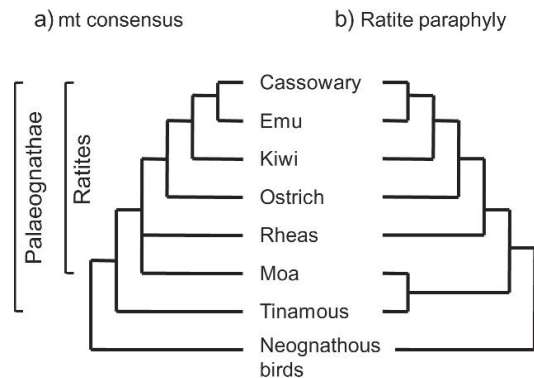 a) mt consensus
b) Ratite paraphyly
Palaeognathae
Ratites
Cassowary
Emu
Kiwi
Ostrich
Rheas
Moa
Tinamous
Neognathous
birds